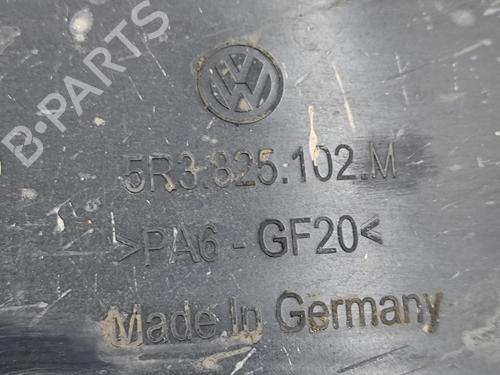 B-PARTS
5R3.825.102.M
>PA6 - GF20<
Made In Germany